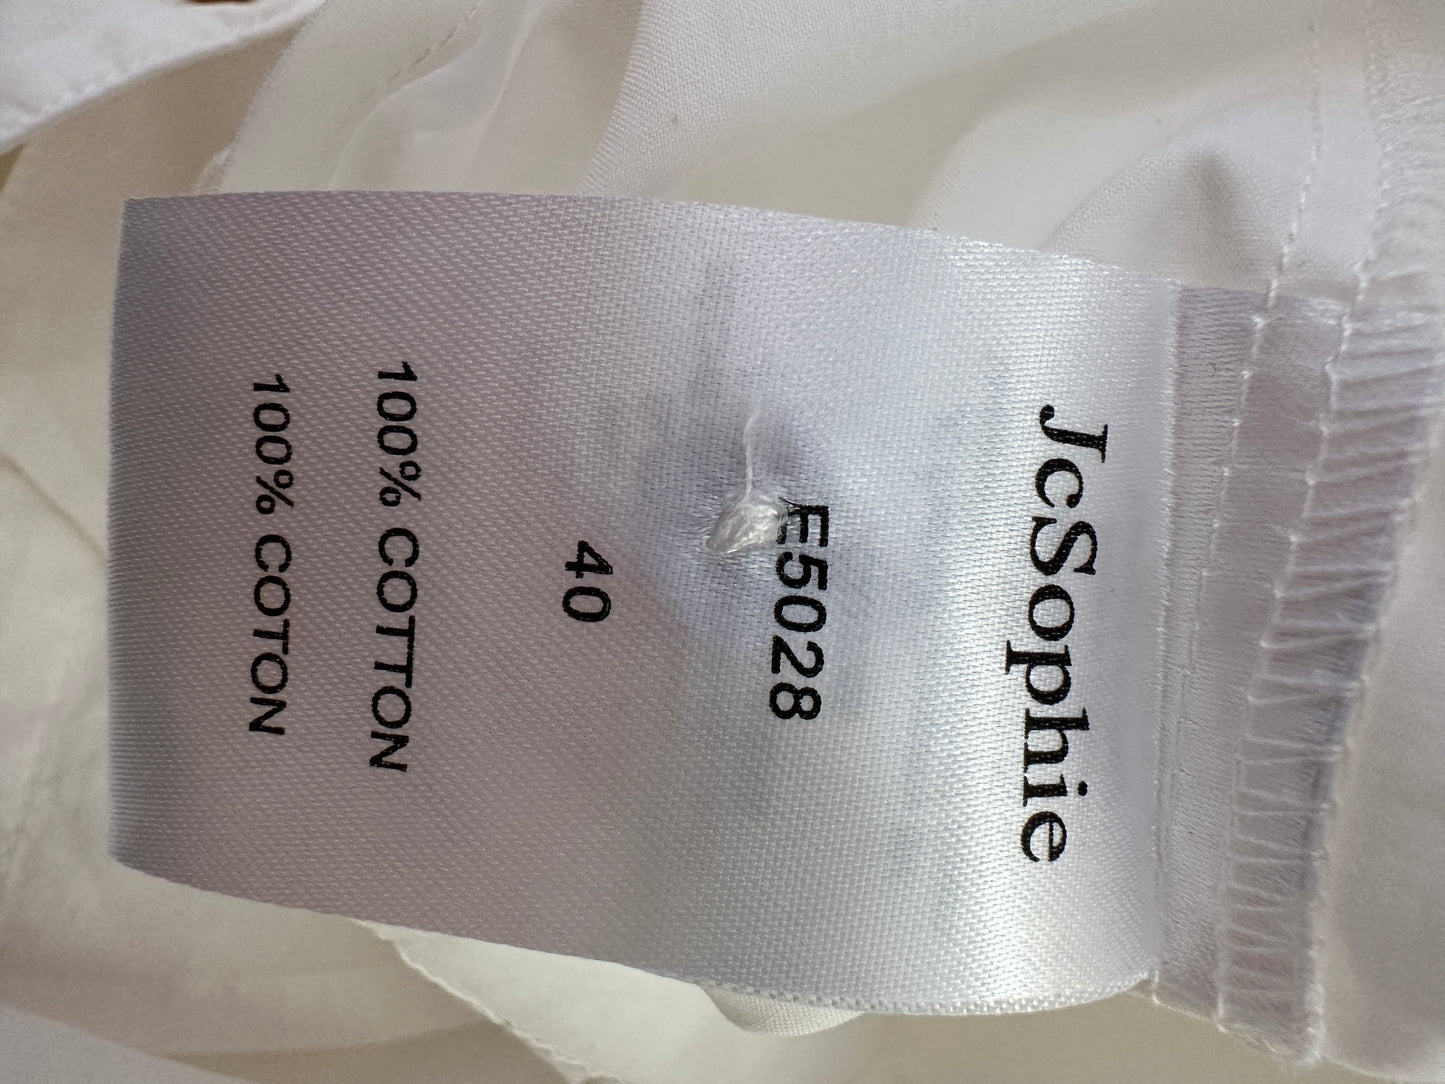 JcSophie
E5028
40
100% COTTON
100% COTON